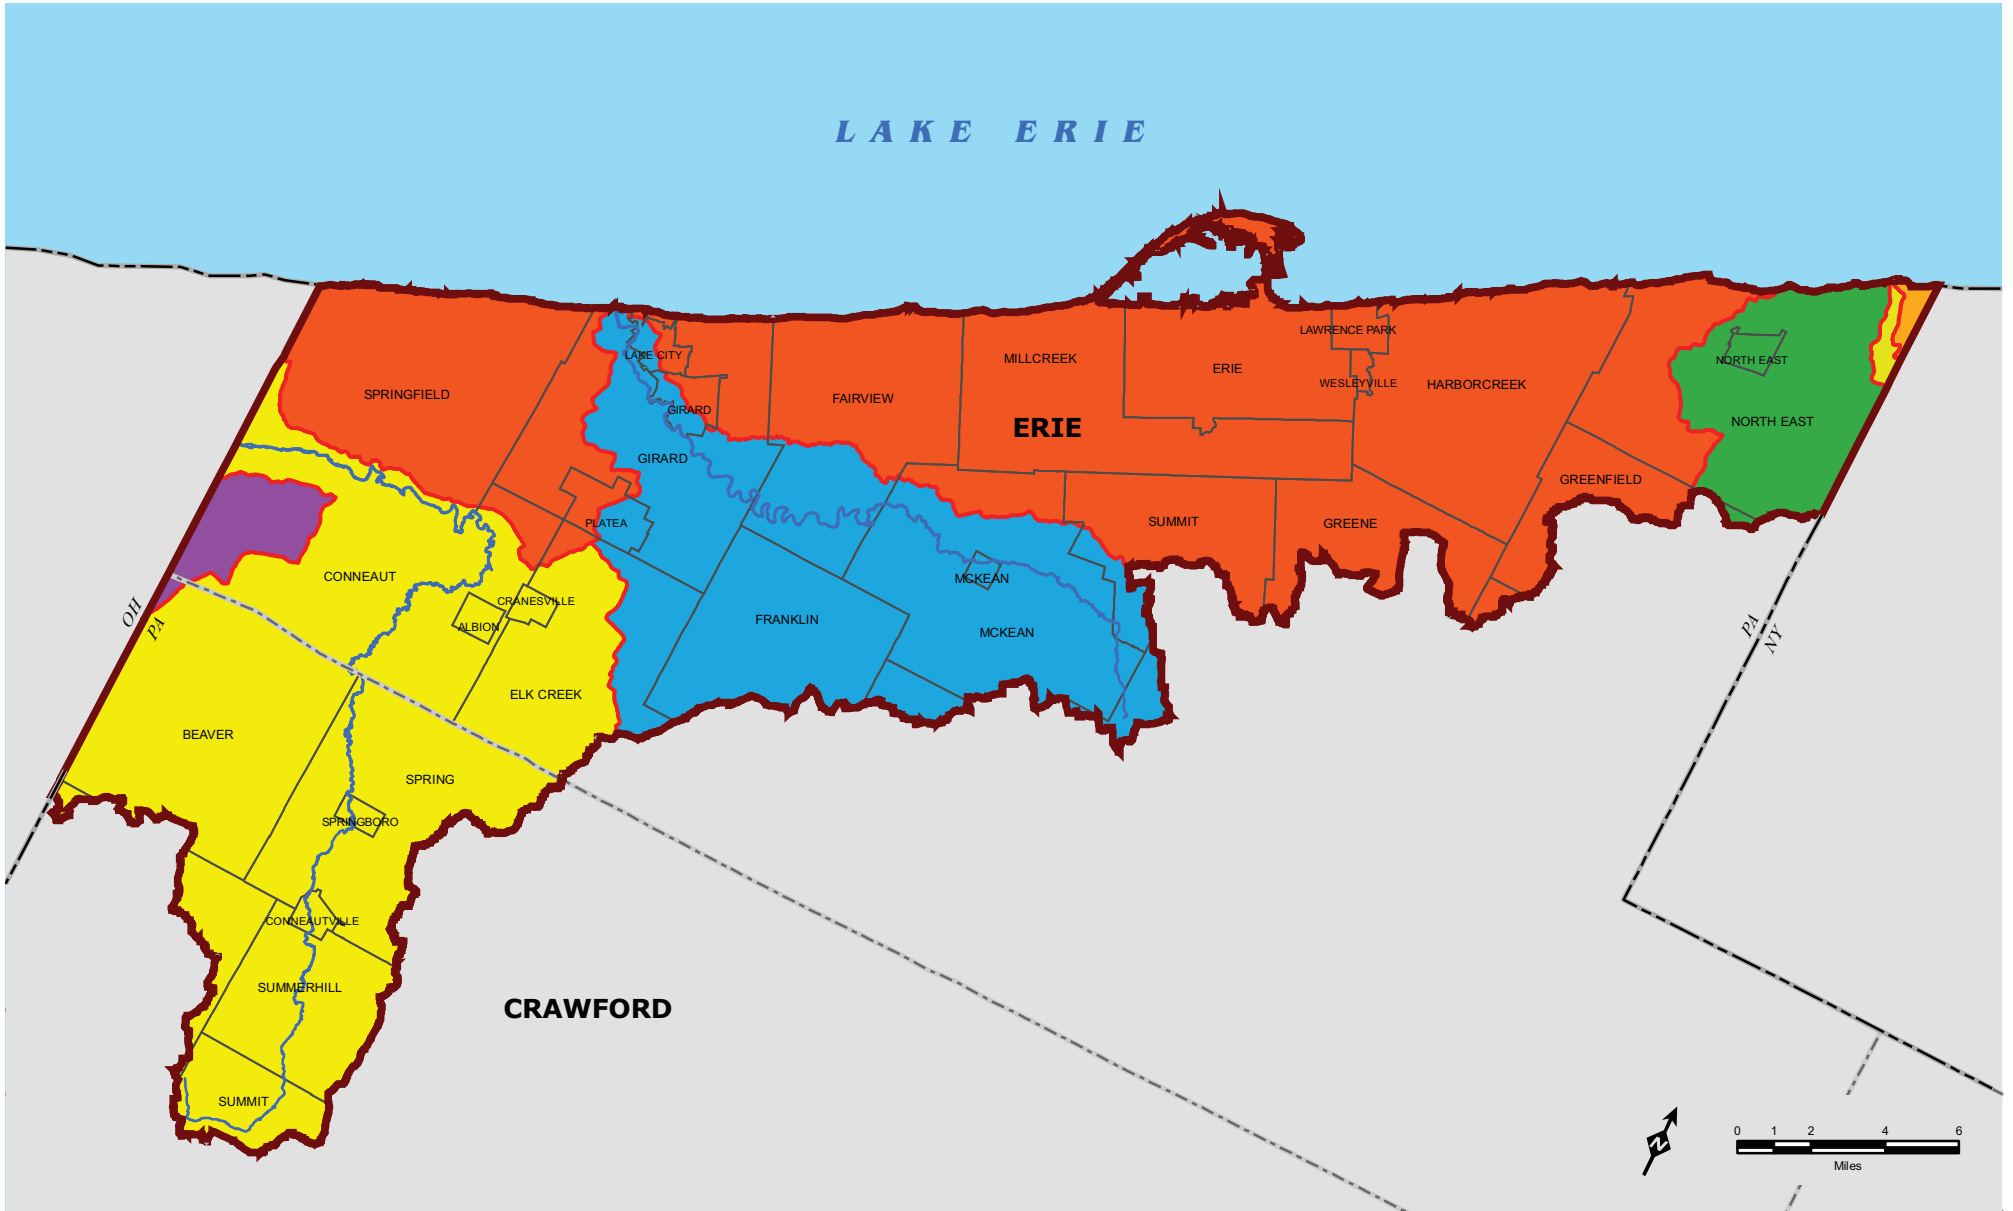 LAKE ERIE
LAWRENCE PARK
LAKE CITY
MILLCREEK
NORTH EAST
ERIE
WESLEYVILLE
HARBORCREEK
SPRINGFIELD
FAIRVIEW
GIRARD
NORTH EAST
ERIE
GIRARD
GREENFIELD
PLATEA
SUMMIT
GREENE
CONNEAUT
MCKEAN
CRANESVILLE
OH
PA
ALBION
FRANKLIN
MCKEAN
PA
NY
ELK CREEK
BEAVER
SPRING
SPRINGBORO
CONNEAUTVILLE
SUMMERHILL
CRAWFORD
SUMMIT
N
0 1 2 4 6
Miles